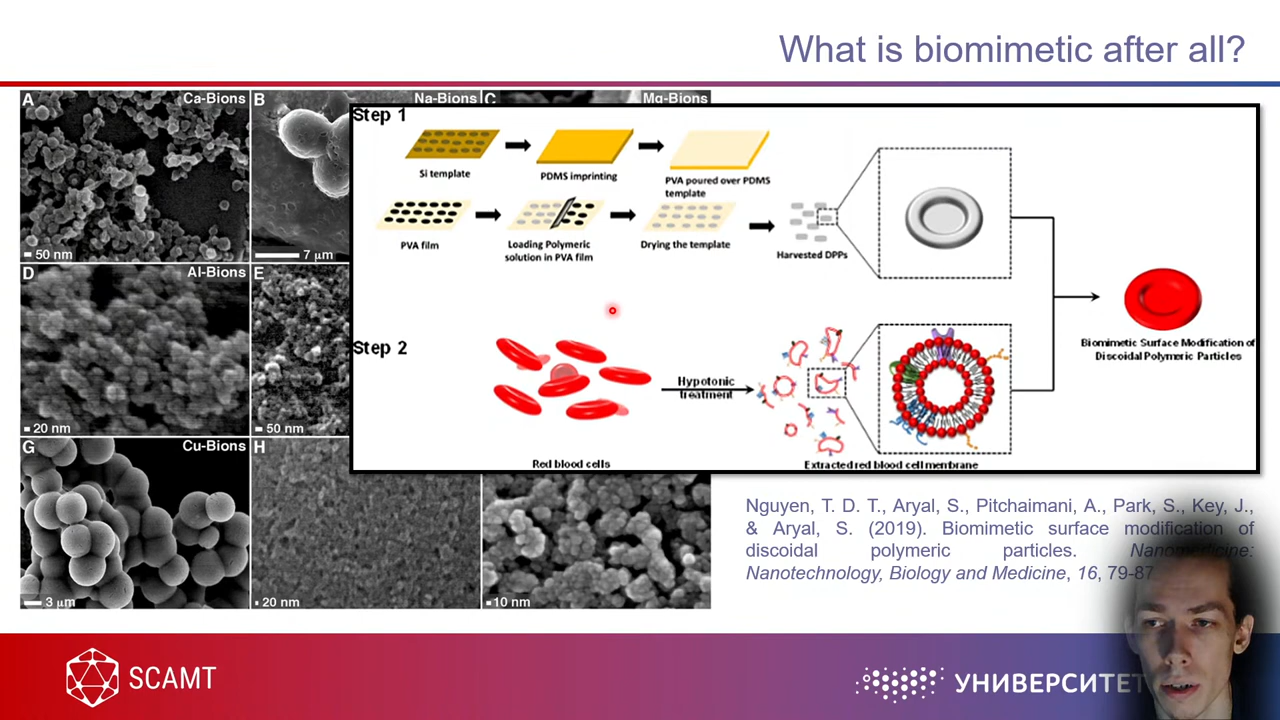 What is biomimetic after all?
A
Ca-Bions
B
Na-Bions
C
Mg-Bions
50 nm
7 µm
D
Al-Bions
E
20 nm
50 nm
G
Cu-Bions
H
3 µm
20 nm
10 nm
Step 1
Si template
PDMS imprinting
PVA poured over PDMS
template
PVA film
Loading Polymeric
solution in PVA film
Drying the template
Harvested DPPs
Step 2
Hypotonic
treatment
Red blood cells
Extracted red blood cell membrane
Biomimetic Surface Modification of
Discoidal Polymeric Particles
Nguyen, T. D. T., Aryal, S., Pitchaimani, A., Park, S., Key, J.,
& Aryal, S. (2019). Biomimetic surface modification of
discoidal polymeric particles. Nanomedicine:
Nanotechnology, Biology and Medicine, 16, 79-87
SCAMT
УНИВЕРСИТЕТ